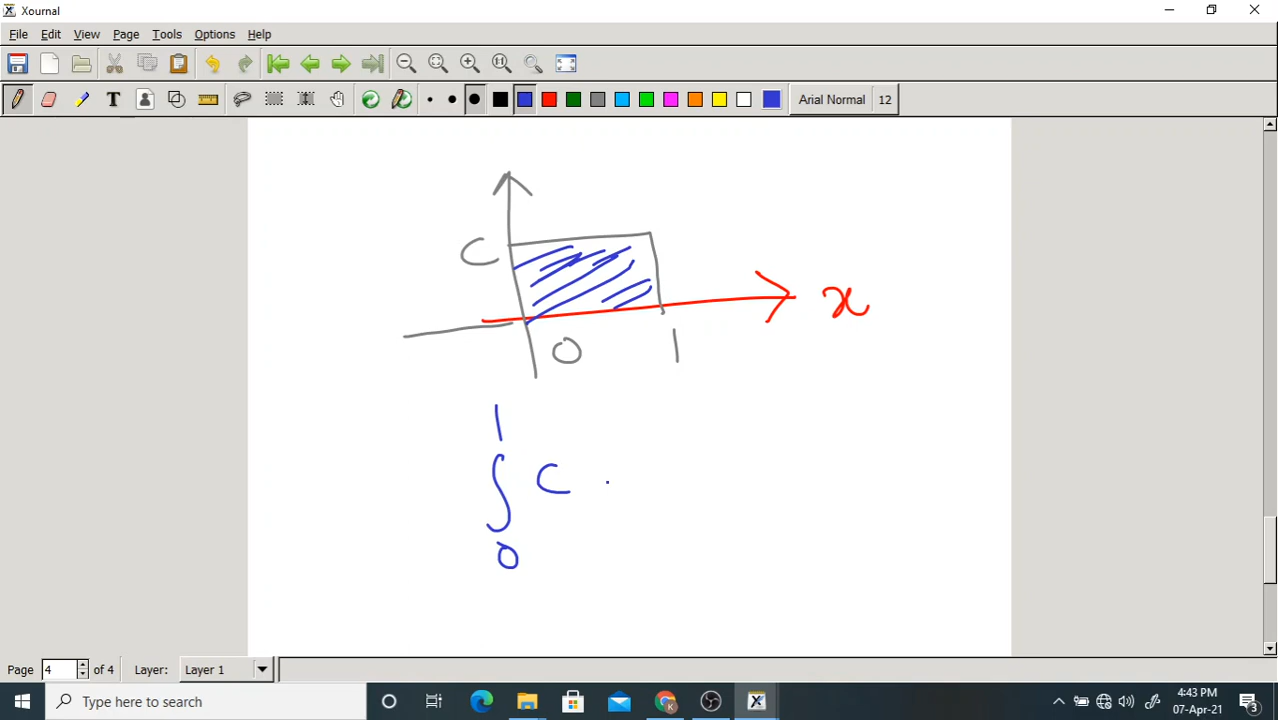 Xournal
File Edit View Page Tools Options Help
Arial Normal 12
C
x
0 1
1
∫ C .
0
Page 4 of 4 Layer: Layer 1
Type here to search
4:43 PM
07-Apr-21
3